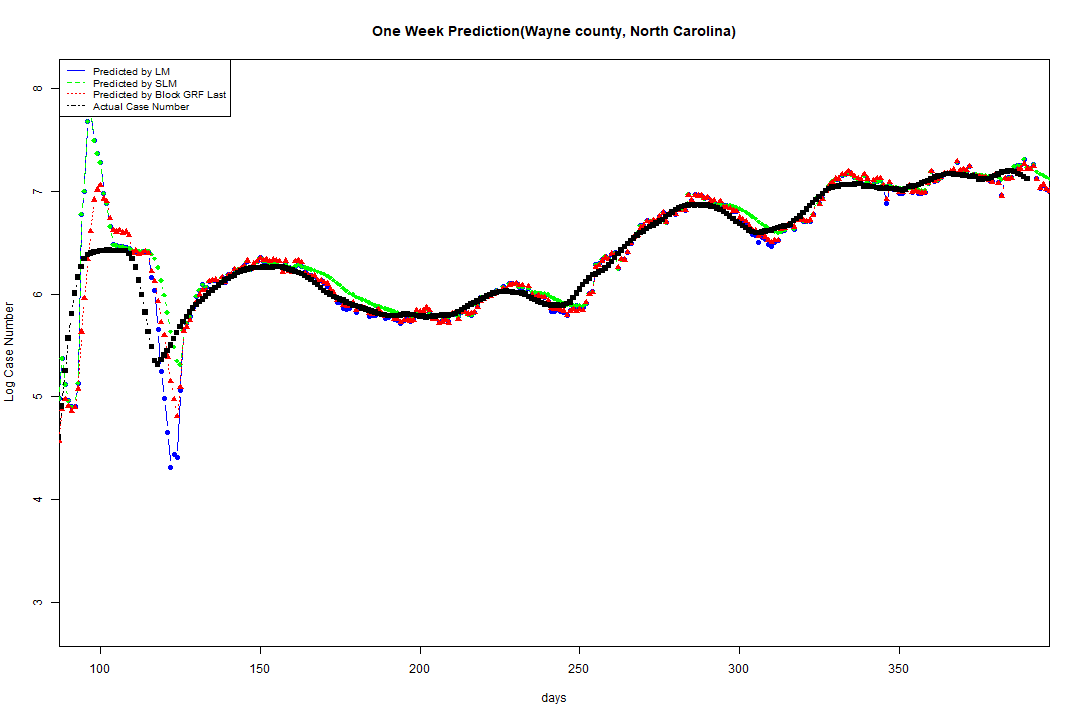 One Week Prediction(Wayne county, North Carolina)
Predicted by LM
Predicted by SLM
Predicted by Block GRF Last
Actual Case Number
8
7
6
5
4
3
Log Case Number
100 150 200 250 300 350
days